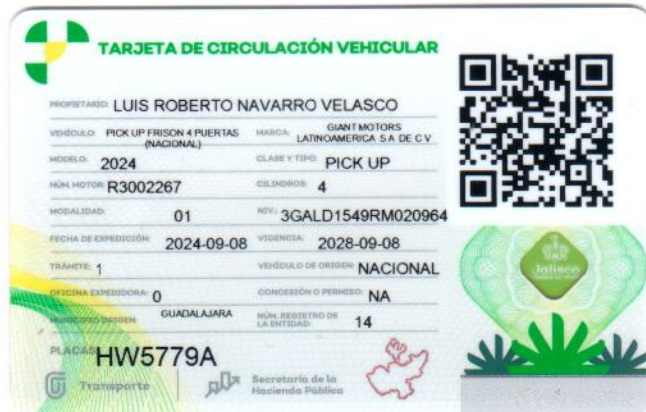 TARJETA DE CIRCULACIÓN VEHICULAR
PROPIETARIO: LUIS ROBERTO NAVARRO VELASCO
VEHÍCULO: PICK UP FRISON 4 PUERTAS (NACIONAL) MARCA: GIANT MOTORS LATINOAMERICA S A DE C V
MODELO: 2024 CLASE Y TIPO: PICK UP
NÚM. MOTOR: R3002267 CILINDROS: 4
MODALIDAD: 01 NIV.: 3GALD1549RM020964
FECHA DE EXPEDICIÓN: 2024-09-08 VIGENCIA: 2028-09-08
TRÁMITE: 1 VEHÍCULO DE ORIGEN: NACIONAL
OFICINA EXPEDIDORA: 0 CONCESIÓN O PERMISO: NA
MUNICIPIO ORIGEN: GUADALAJARA NÚM. REGISTRO DE LA ENTIDAD: 14
PLACAS: HW5779A
Transporte Secretaría de la Hacienda Pública
Jalisco